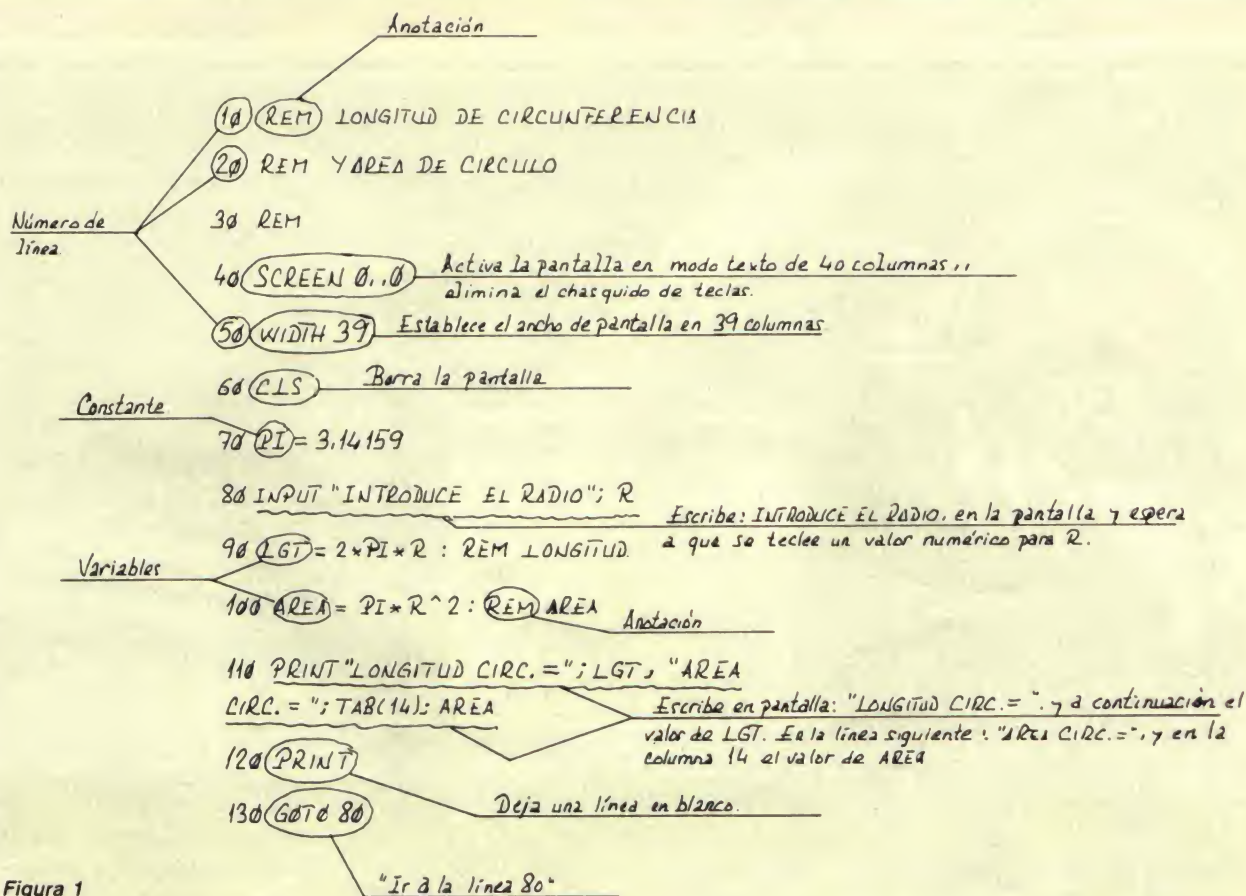 Anotación
10 REM LONGITUD DE CIRCUNFERENCIA
20 REM Y AREA DE CIRCULO
Número de
línea
30 REM
40 SCREEN 0,,0 Activa la pantalla en modo texto de 40 columnas,,
elimina el chasquido de teclas.
50 WIDTH 39 Establece el ancho de pantalla en 39 columnas
60 CLS Borra la pantalla
Constante
70 PI = 3.14159
80 INPUT "INTRODUCE EL RADIO"; R
Escribe: INTRODUCE EL RADIO, en la pantalla y espera
a que se teclee un valor numérico para R.
90 LGT = 2*PI*R : REM LONGITUD
Variables
100 AREA = PI*R^2 : REM AREA
Anotación
110 PRINT "LONGITUD CIRC. ="; LGT, "AREA
CIRC. = "; TAB(14); AREA
Escribe en pantalla: "LONGITUD CIRC. = ". y a continuación el
valor de LGT. En la línea siguiente : "AREA CIRC. =", y en la
columna 14 el valor de AREA
120 PRINT
Deja una línea en blanco.
130 GOTO 80
"Ir a la línea 80"
Figura 1